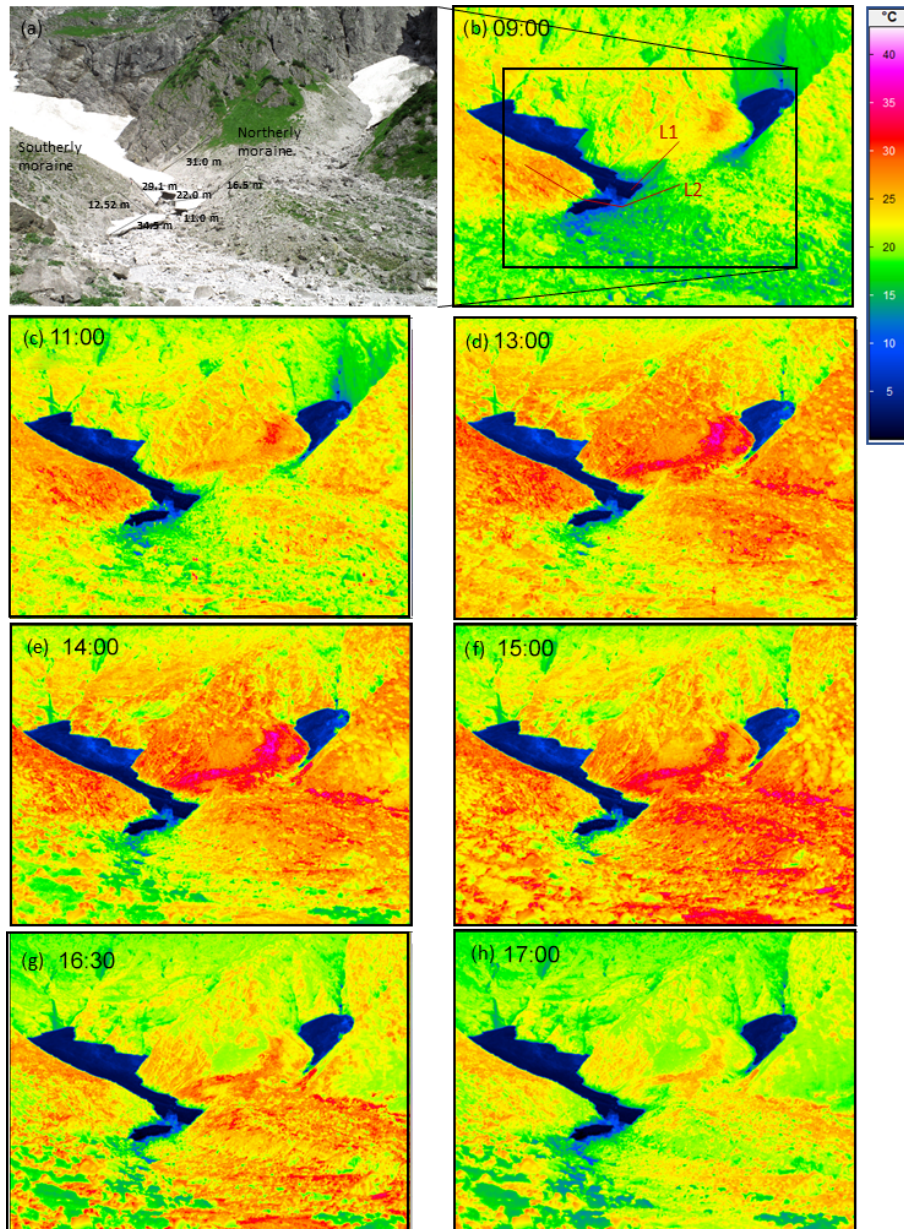 (a)
Southerly
moraine
Northerly
moraine
31.0 m
29.1 m
22.0 m
16.5 m
12.52 m
11.0 m
34.5 m
(b) 09:00
L1
L2
°C
40
35
30
25
20
15
10
5
(c) 11:00
(d) 13:00
(e) 14:00
(f) 15:00
(g) 16:30
(h) 17:00